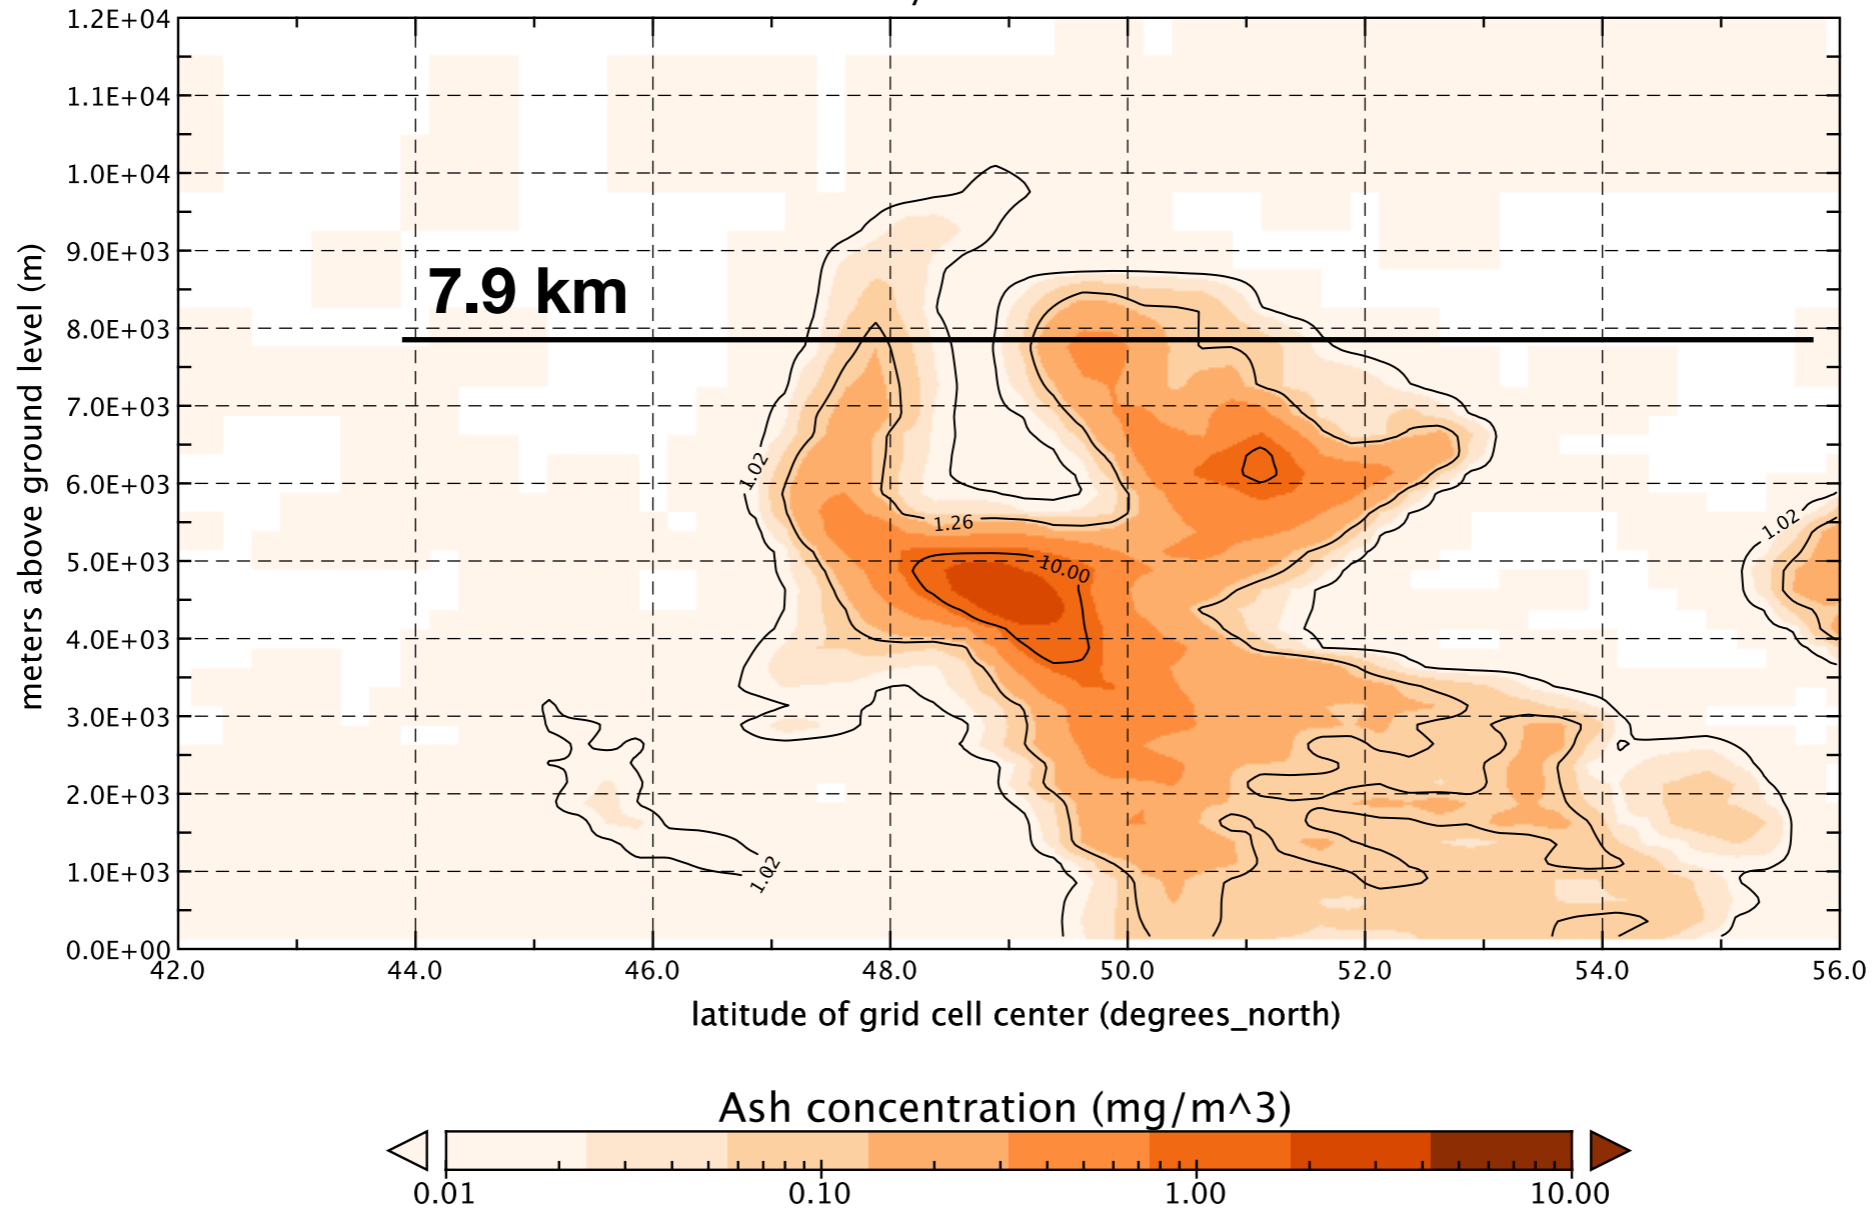 1.2E+04
1.1E+04
1.0E+04
9.0E+03
8.0E+03
7.0E+03
6.0E+03
5.0E+03
4.0E+03
3.0E+03
2.0E+03
1.0E+03
0.0E+00
meters above ground level (m)
7.9 km
1.02
1.26
10.00
1.02
1.02
42.0 44.0 46.0 48.0 50.0 52.0 54.0 56.0
latitude of grid cell center (degrees_north)
Ash concentration (mg/m^3)
0.01 0.10 1.00 10.00